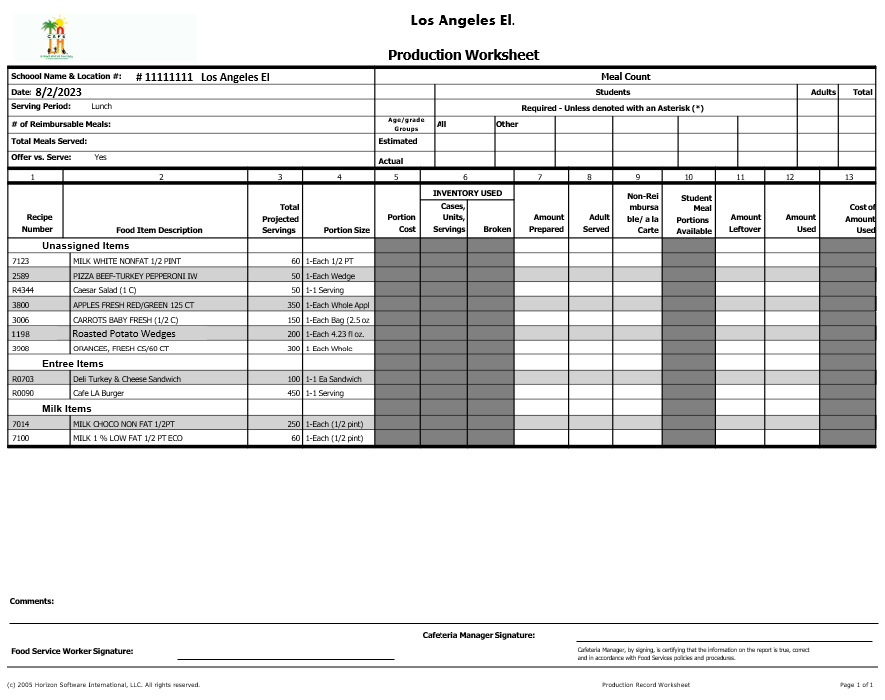 Los Angeles El.
Production Worksheet
Schoool Name & Location #: # 11111111 Los Angeles El
Meal Count
Date: 8/2/2023
Students Adults Total
Serving Period: Lunch
Required - Unless denoted with an Asterisk (*)
# of Reimbursable Meals:
Age/grade Groups All Other
Total Meals Served:
Estimated
Offer vs. Serve: Yes
Actual
1 2 3 4 5 6 7 8 9 10 11 12 13
Recipe Number
Food Item Description
Total Projected Servings
Portion Size
Portion Cost
INVENTORY USED
Cases, Units, Servings
Broken
Amount Prepared
Adult Served
Non-Rei mbursa ble/ a la Carte
Student Meal Portions Available
Amount Leftover
Amount Used
Cost of Amount Used
Unassigned Items
7123 MILK WHITE NONFAT 1/2 PINT 60 1-Each 1/2 PT
2589 PIZZA BEEF-TURKEY PEPPERONI IW 50 1-Each Wedge
R4344 Caesar Salad (1 C) 50 1-1 Serving
3800 APPLES FRESH RED/GREEN 125 CT 350 1-Each Whole Appl
3006 CARROTS BABY FRESH (1/2 C) 150 1-Each Bag (2.5 oz
1198 Roasted Potato Wedges 200 1-Each 4.23 fl oz.
3908 ORANGES, FRESH CS/60 CT 300 1 Each Whole
Entree Items
R0703 Deli Turkey & Cheese Sandwich 100 1-1 Ea Sandwich
R0090 Cafe LA Burger 450 1-1 Serving
Milk Items
7014 MILK CHOCO NON FAT 1/2PT 250 1-Each (1/2 pint)
7100 MILK 1 % LOW FAT 1/2 PT ECO 60 1-Each (1/2 pint)
Comments:
Cafeteria Manager Signature:
Food Service Worker Signature:
Cafeteria Manager, by signing, is certifying that the information on the report is true, correct
and in accordance with Food Services policies and procedures.
(c) 2005 Horizon Software International, LLC. All rights reserved. Production Record Worksheet Page 1 of 1